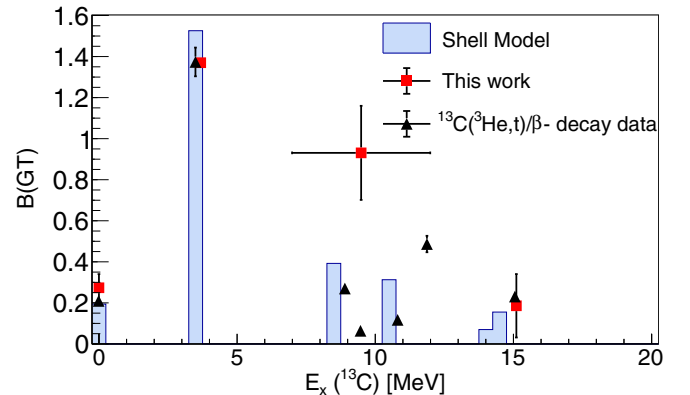 B(GT)
1.6
1.4
1.2
1
0.8
0.6
0.4
0.2
0
Shell Model
This work
¹³C(³He,t)/β- decay data
0 5 10 15 20
Eₓ (¹³C) [MeV]